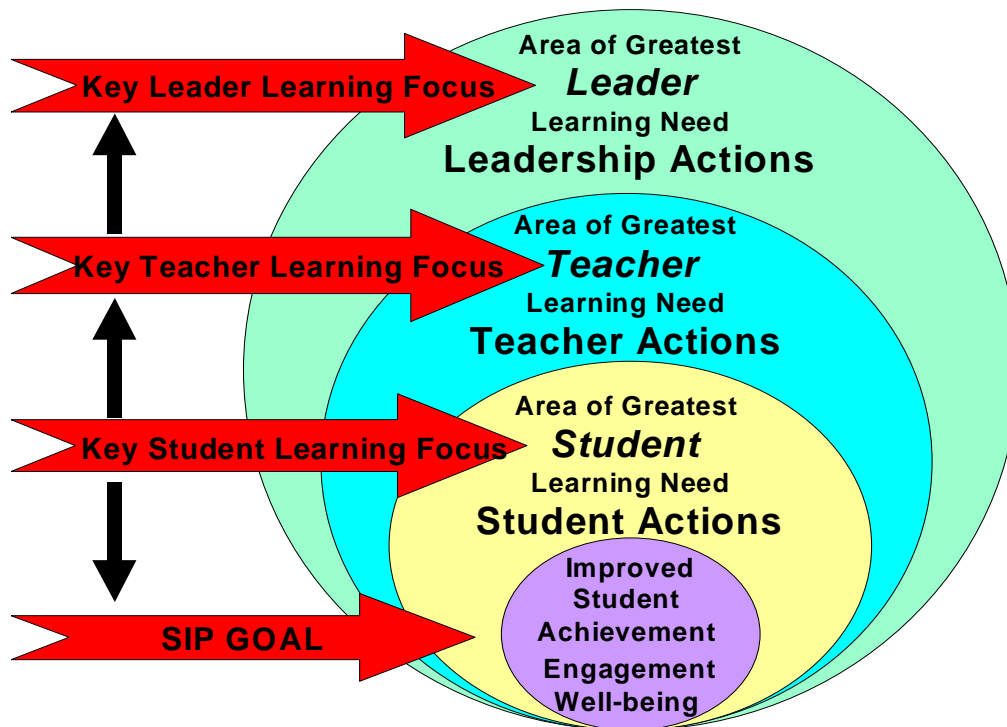 Key Leader Learning Focus
Area of Greatest
Leader
Learning Need
Leadership Actions
Key Teacher Learning Focus
Area of Greatest
Teacher
Learning Need
Teacher Actions
Key Student Learning Focus
Area of Greatest
Student
Learning Need
Student Actions
SIP GOAL
Improved
Student
Achievement
Engagement
Well-being